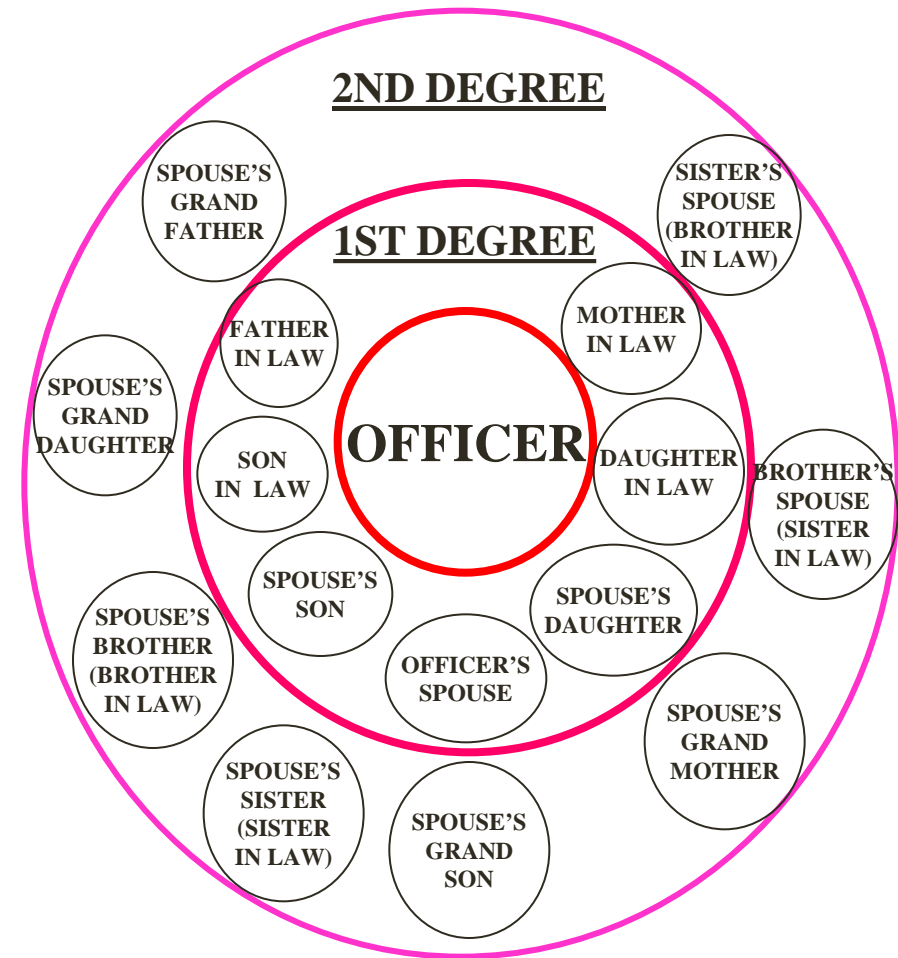 2ND DEGREE
SPOUSE'S
GRAND
FATHER
SISTER'S
SPOUSE
(BROTHER
IN LAW)
1ST DEGREE
FATHER
IN LAW
MOTHER
IN LAW
SPOUSE'S
GRAND
DAUGHTER
OFFICER
SON
IN LAW
DAUGHTER
IN LAW
BROTHER'S
SPOUSE
(SISTER
IN LAW)
SPOUSE'S
SON
SPOUSE'S
DAUGHTER
SPOUSE'S
BROTHER
(BROTHER
IN LAW)
OFFICER'S
SPOUSE
SPOUSE'S
GRAND
MOTHER
SPOUSE'S
SISTER
(SISTER
IN LAW)
SPOUSE'S
GRAND
SON